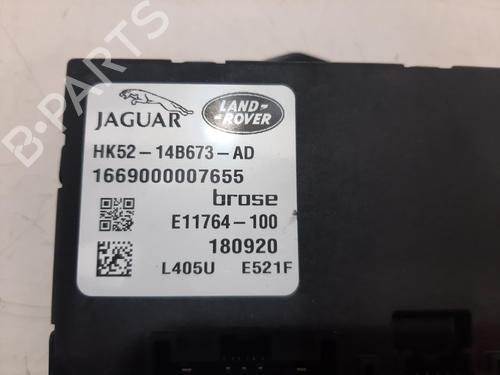 B-PARTS
JAGUAR
LAND-
-ROVER
HK52-14B673-AD
1669000007655
brose
E11764-100
180920
L405U E521F